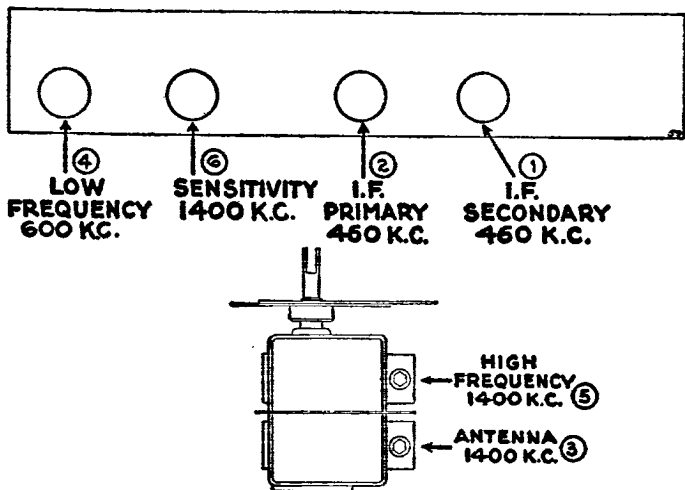 ④
LOW
FREQUENCY
600 K.C.
⑥
SENSITIVITY
1400 K.C.
②
I.F.
PRIMARY
460 K.C.
①
I.F.
SECONDARY
460 K.C.
HIGH
FREQUENCY
1400 K.C. ⑤
ANTENNA
1400 K.C. ③